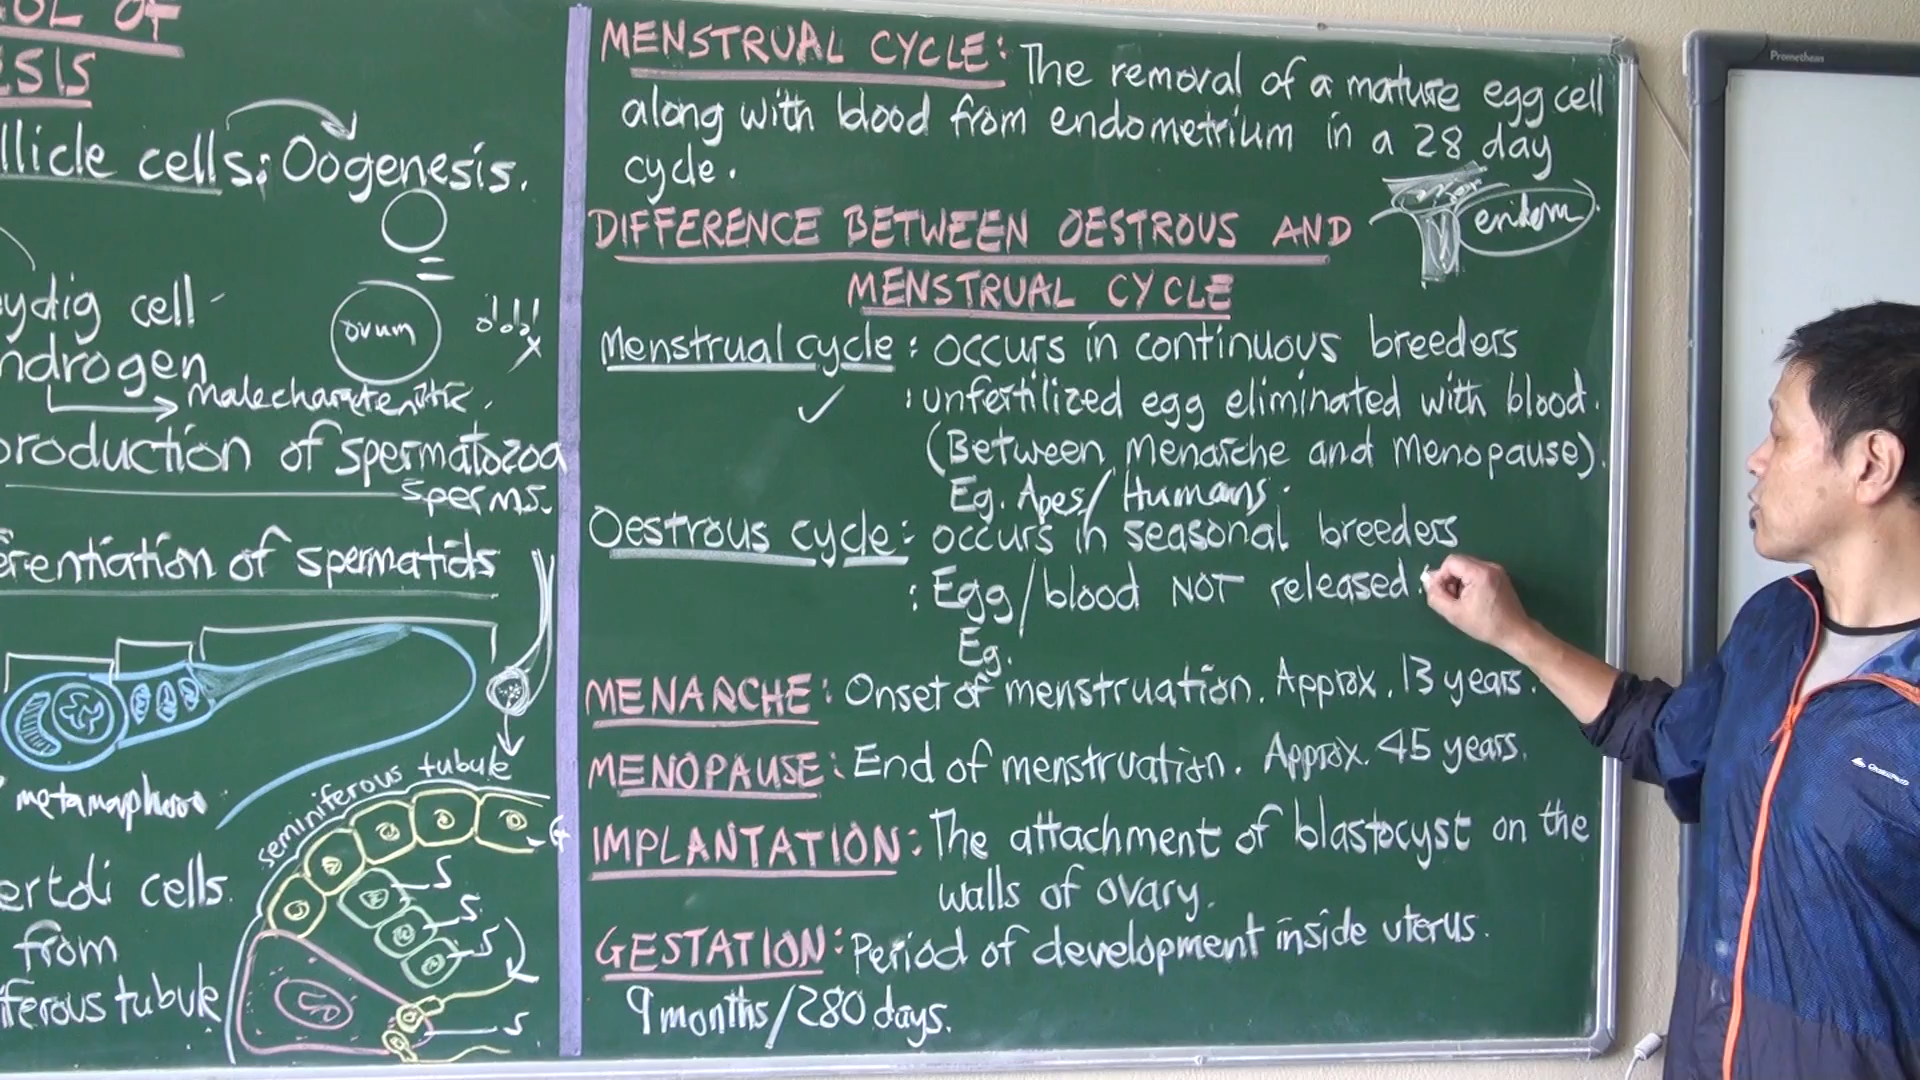 OL OF
ESIS
llicle cells: Oogenesis.
ydig cell
ovum
ndrogen
production of spermatozoa
sperms.
erentiation of spermatids
seminiferous tubule
S
S
S
S
ertoli cells.
from
iferous tubule
MENSTRUAL CYCLE: The removal of a mature egg cell
along with blood from endometrium in a 28 day
cycle.
DIFFERENCE BETWEEN OESTROUS AND
MENSTRUAL CYCLE
Menstrual cycle: occurs in continuous breeders
: unfertilized egg eliminated with blood.
(Between Menarche and Menopause).
Eg. Apes/Humans.
Oestrous cycle: occurs in seasonal breeders
: Egg/blood NOT released.
Eg.
MENARCHE: Onset of menstruation. Approx. 13 years.
MENOPAUSE: End of menstruation. Approx. 45 years.
IMPLANTATION: The attachment of blastocyst on the
walls of ovary.
GESTATION: Period of development inside uterus.
9 months/280 days.
Promethean